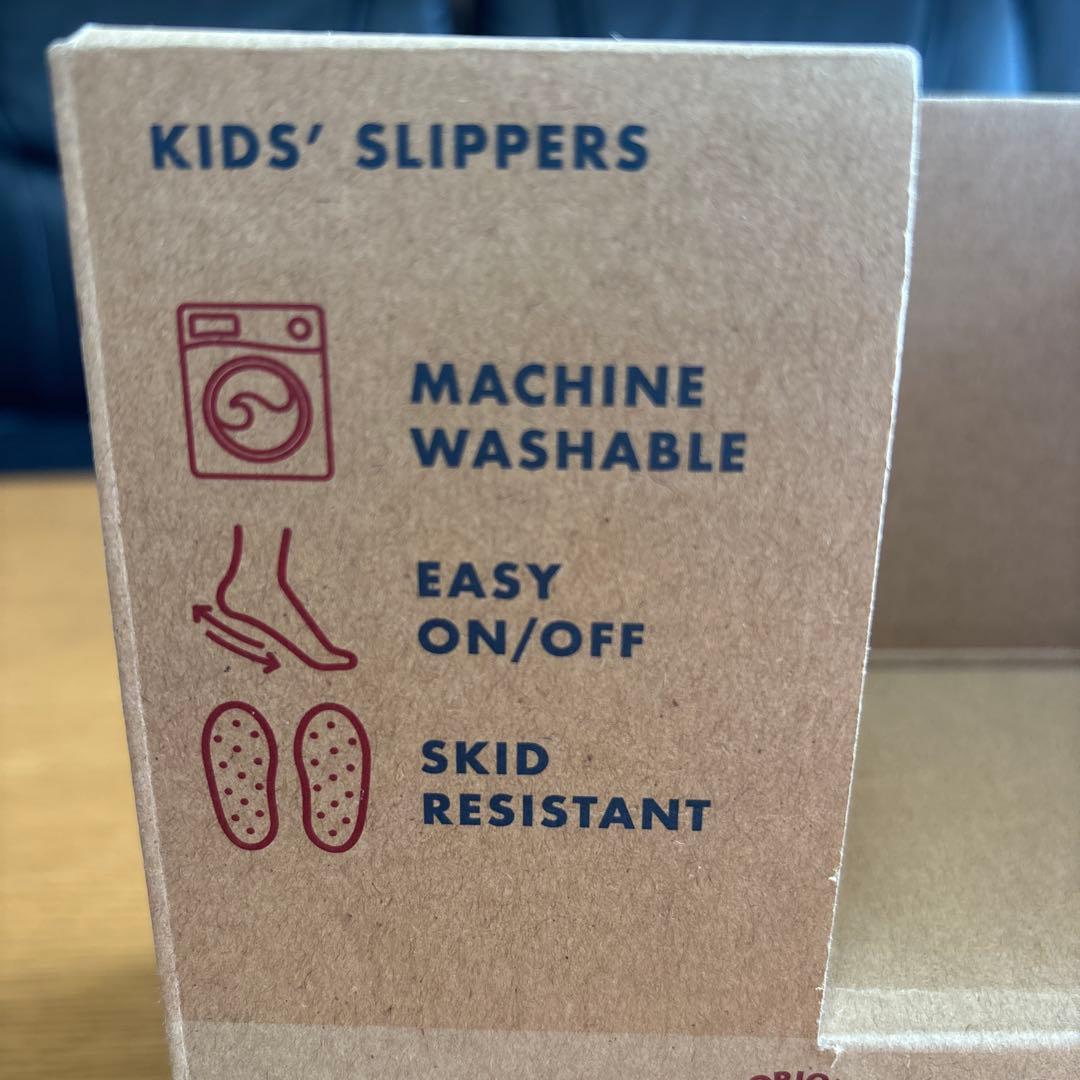 KIDS' SLIPPERS
MACHINE
WASHABLE
EASY
ON/OFF
SKID
RESISTANT